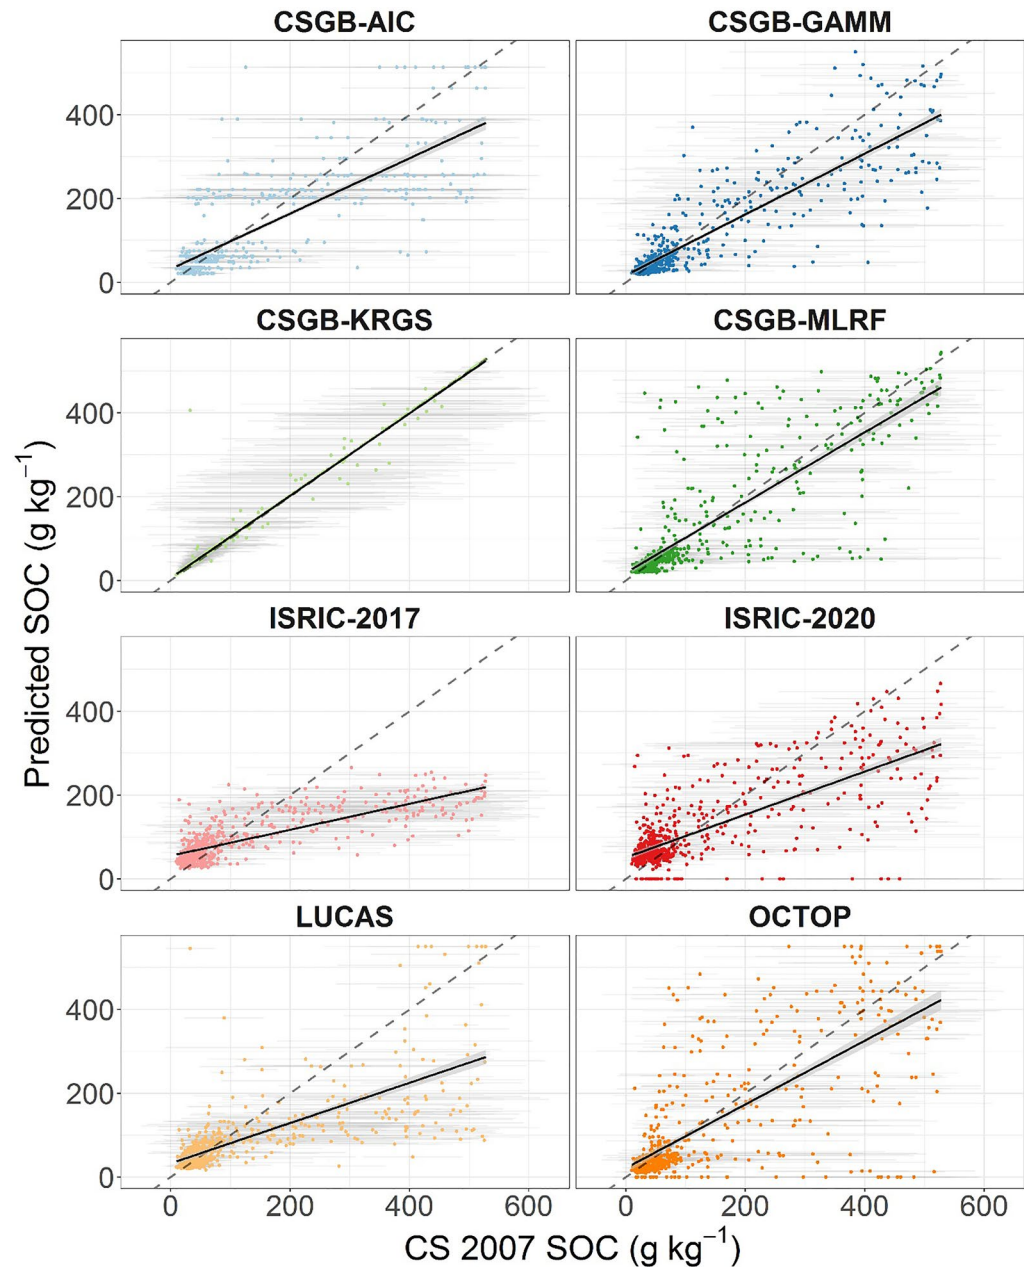 CSGB-AIC CSGB-GAMM
400
200
0
CSGB-KRGS CSGB-MLRF
400
200
0
ISRIC-2017 ISRIC-2020
400
200
0
LUCAS OCTOP
400
200
0
0 200 400 600 0 200 400 600
Predicted SOC (g kg⁻¹)
CS 2007 SOC (g kg⁻¹)